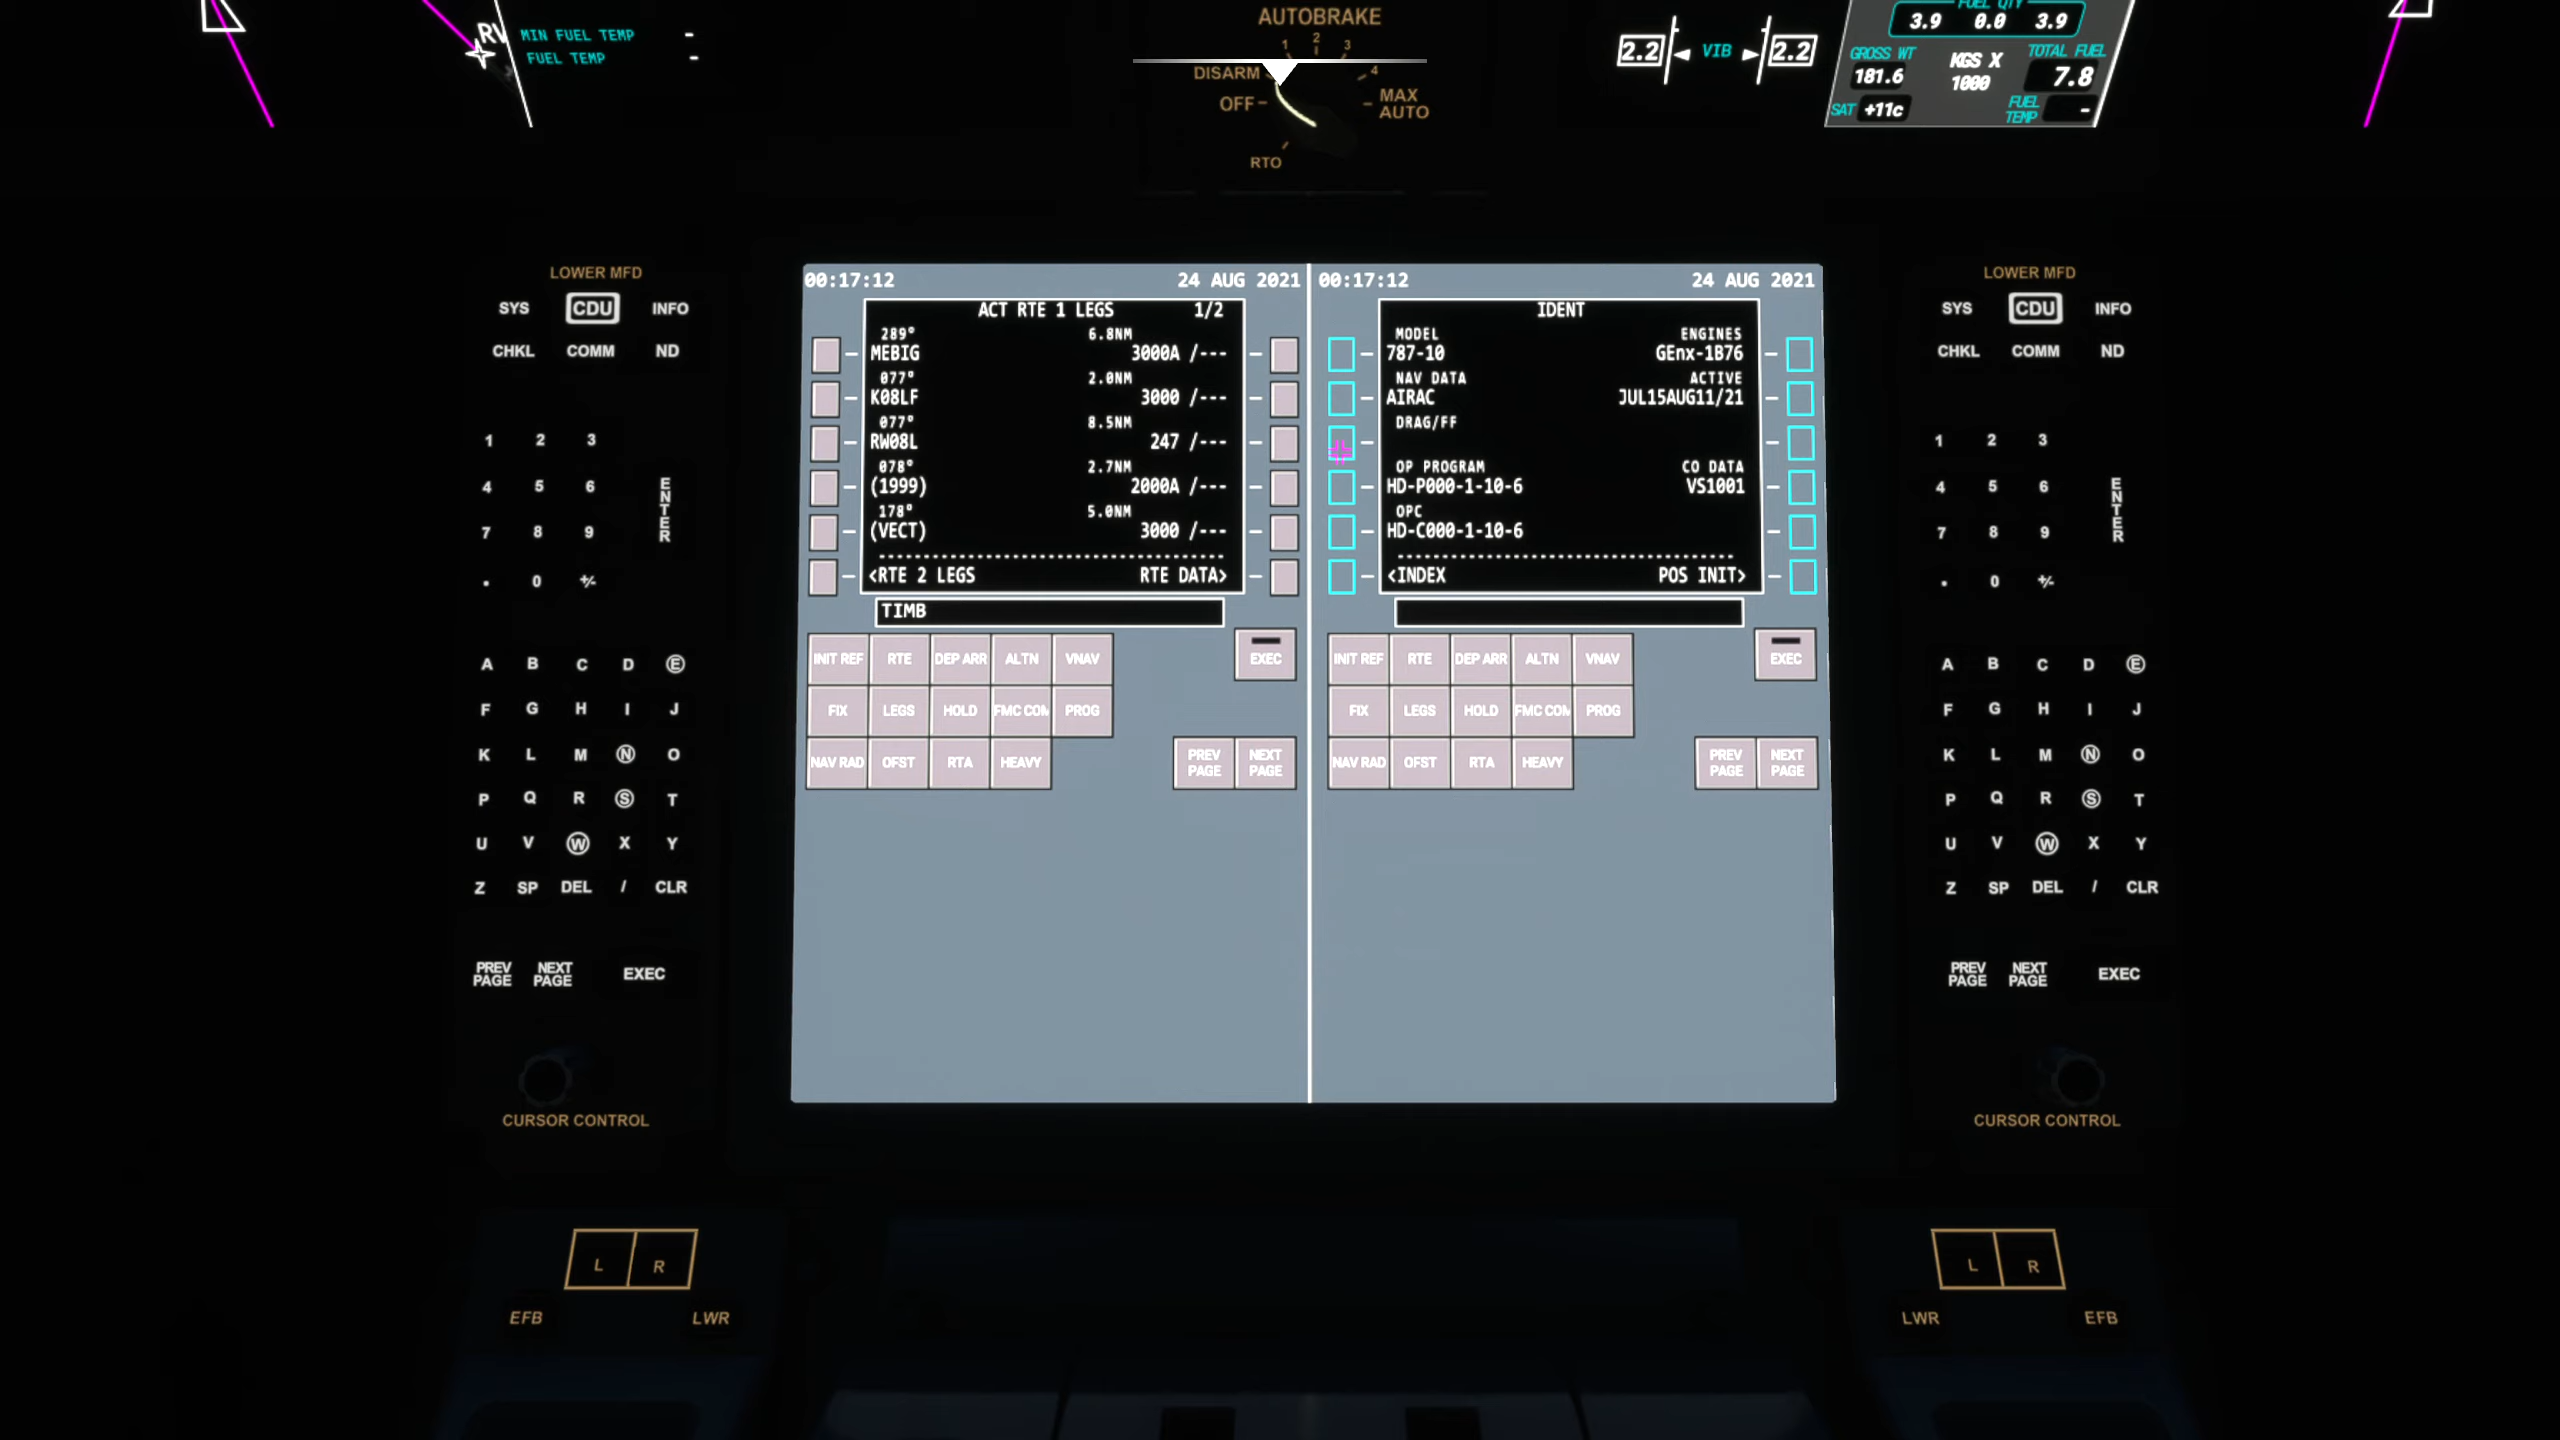 AUTOBRAKE
1 2 3 4
DISARM
OFF
MAX AUTO
RTO
RV
MIN FUEL TEMP -
FUEL TEMP -
2.2 VIB 2.2
FUEL QTY
3.9 0.0 3.9
GROSS WT
181.6
KGS X 1000
TOTAL FUEL
7.8
SAT +11c
FUEL TEMP -
LOWER MFD
SYS CDU INFO
CHKL COMM ND
1 2 3
4 5 6
7 8 9
. 0 +/-
ENTER
A B C D E
F G H I J
K L M N O
P Q R S T
U V W X Y
Z SP DEL / CLR
PREV PAGE NEXT PAGE EXEC
CURSOR CONTROL
L R
EFB LWR
00:17:12 24 AUG 2021
ACT RTE 1 LEGS 1/2
289° 6.8NM
MEBIG 3000A /---
077° 2.0NM
K08LF 3000 /---
077° 8.5NM
RW08L 247 /---
078° 2.7NM
(1999) 2000A /---
178° 5.0NM
(VECT) 3000 /---
------------------------------------
<RTE 2 LEGS RTE DATA>
TIMB
INIT REF RTE DEP ARR ALTN VNAV EXEC
FIX LEGS HOLD FMC COM PROG
NAV RAD OFST RTA HEAVY PREV PAGE NEXT PAGE
00:17:12 24 AUG 2021
IDENT
MODEL ENGINES
787-10 GEnx-1B76
NAV DATA ACTIVE
AIRAC JUL15AUG11/21
DRAG/FF
OP PROGRAM CO DATA
HD-P000-1-10-6 VS1001
OPC
HD-C000-1-10-6
------------------------------------
<INDEX POS INIT>
INIT REF RTE DEP ARR ALTN VNAV EXEC
FIX LEGS HOLD FMC COM PROG
NAV RAD OFST RTA HEAVY PREV PAGE NEXT PAGE
LOWER MFD
SYS CDU INFO
CHKL COMM ND
1 2 3
4 5 6
7 8 9
. 0 +/-
ENTER
A B C D E
F G H I J
K L M N O
P Q R S T
U V W X Y
Z SP DEL / CLR
PREV PAGE NEXT PAGE EXEC
CURSOR CONTROL
L R
LWR EFB